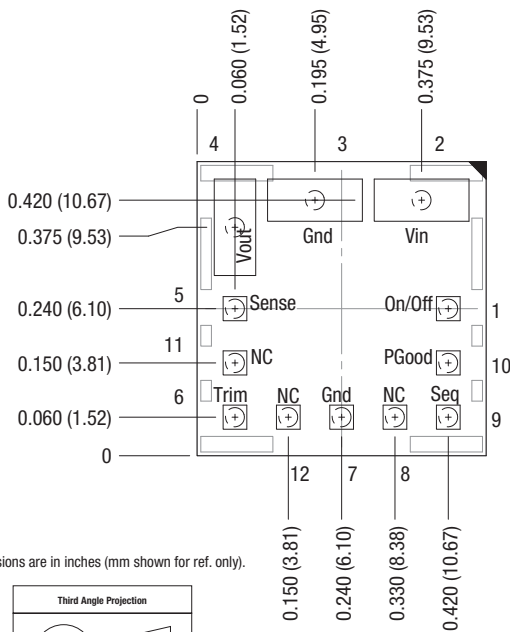 0
0.060 (1.52)
0.195 (4.95)
0.375 (9.53)
4 3 2
0.420 (10.67)
0.375 (9.53)
Vout Gnd Vin
0.240 (6.10) 5 Sense On/Off 1
0.150 (3.81) 11 NC PGood 10
0.060 (1.52) 6 Trim NC Gnd NC Seq 9
0
12 7 8
0.150 (3.81)
0.240 (6.10)
0.330 (8.38)
0.420 (10.67)
are in inches (mm shown for ref. only).
Third Angle Projection